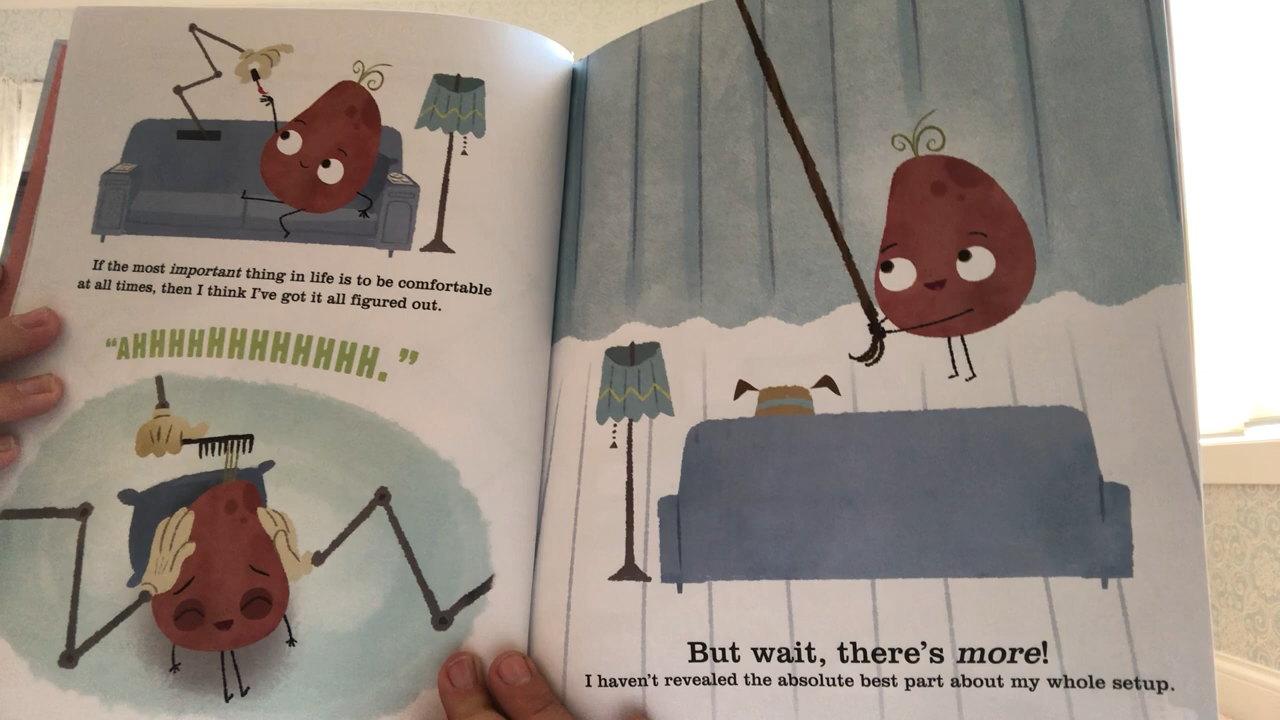 If the most important thing in life is to be comfortable
at all times, then I think I've got it all figured out.
“AHHHHHHHHHHHH.”
But wait, there's more!
I haven't revealed the absolute best part about my whole setup.